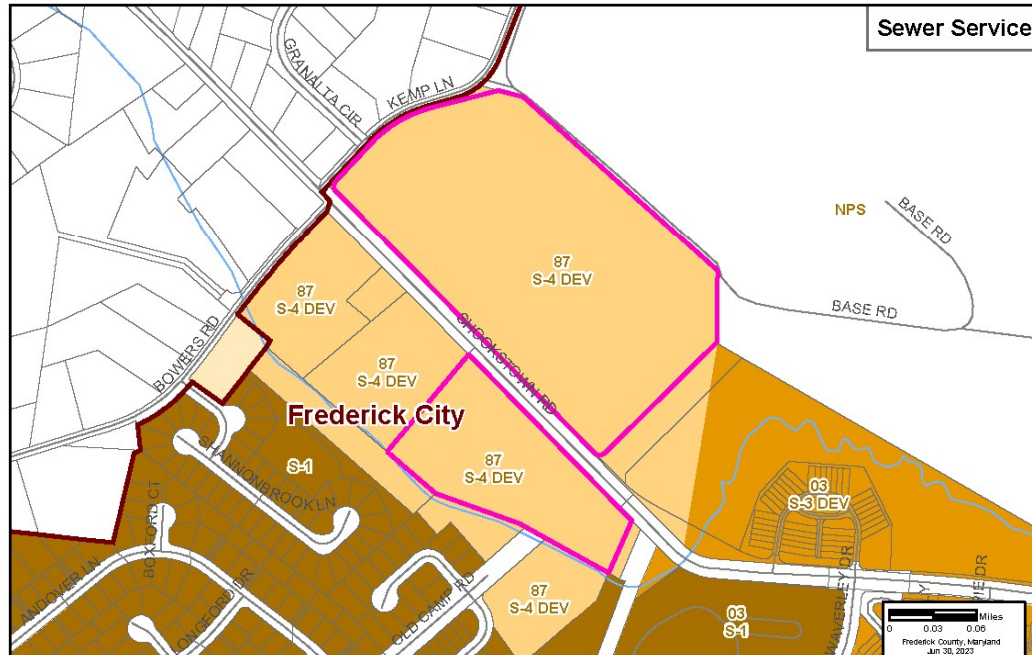 Sewer Service
GRANALTA CIR
KEMP LN
NPS
BASE RD
BASE RD
87
S-4 DEV
87
S-4 DEV
SHOOKSTOWN RD
BOWERS RD
87
S-4 DEV
Frederick City
87
S-4 DEV
S-1
SHANNONBROOK LN
03
S-3 DEV
BOXFORD CT
ANDOVER LN
LONGFORD DR
OLD CAMP RD
87
S-4 DEV
03
S-1
WAVERLEY DR
Miles
0 0.03 0.06
Frederick County, Maryland
Jun 30, 2023